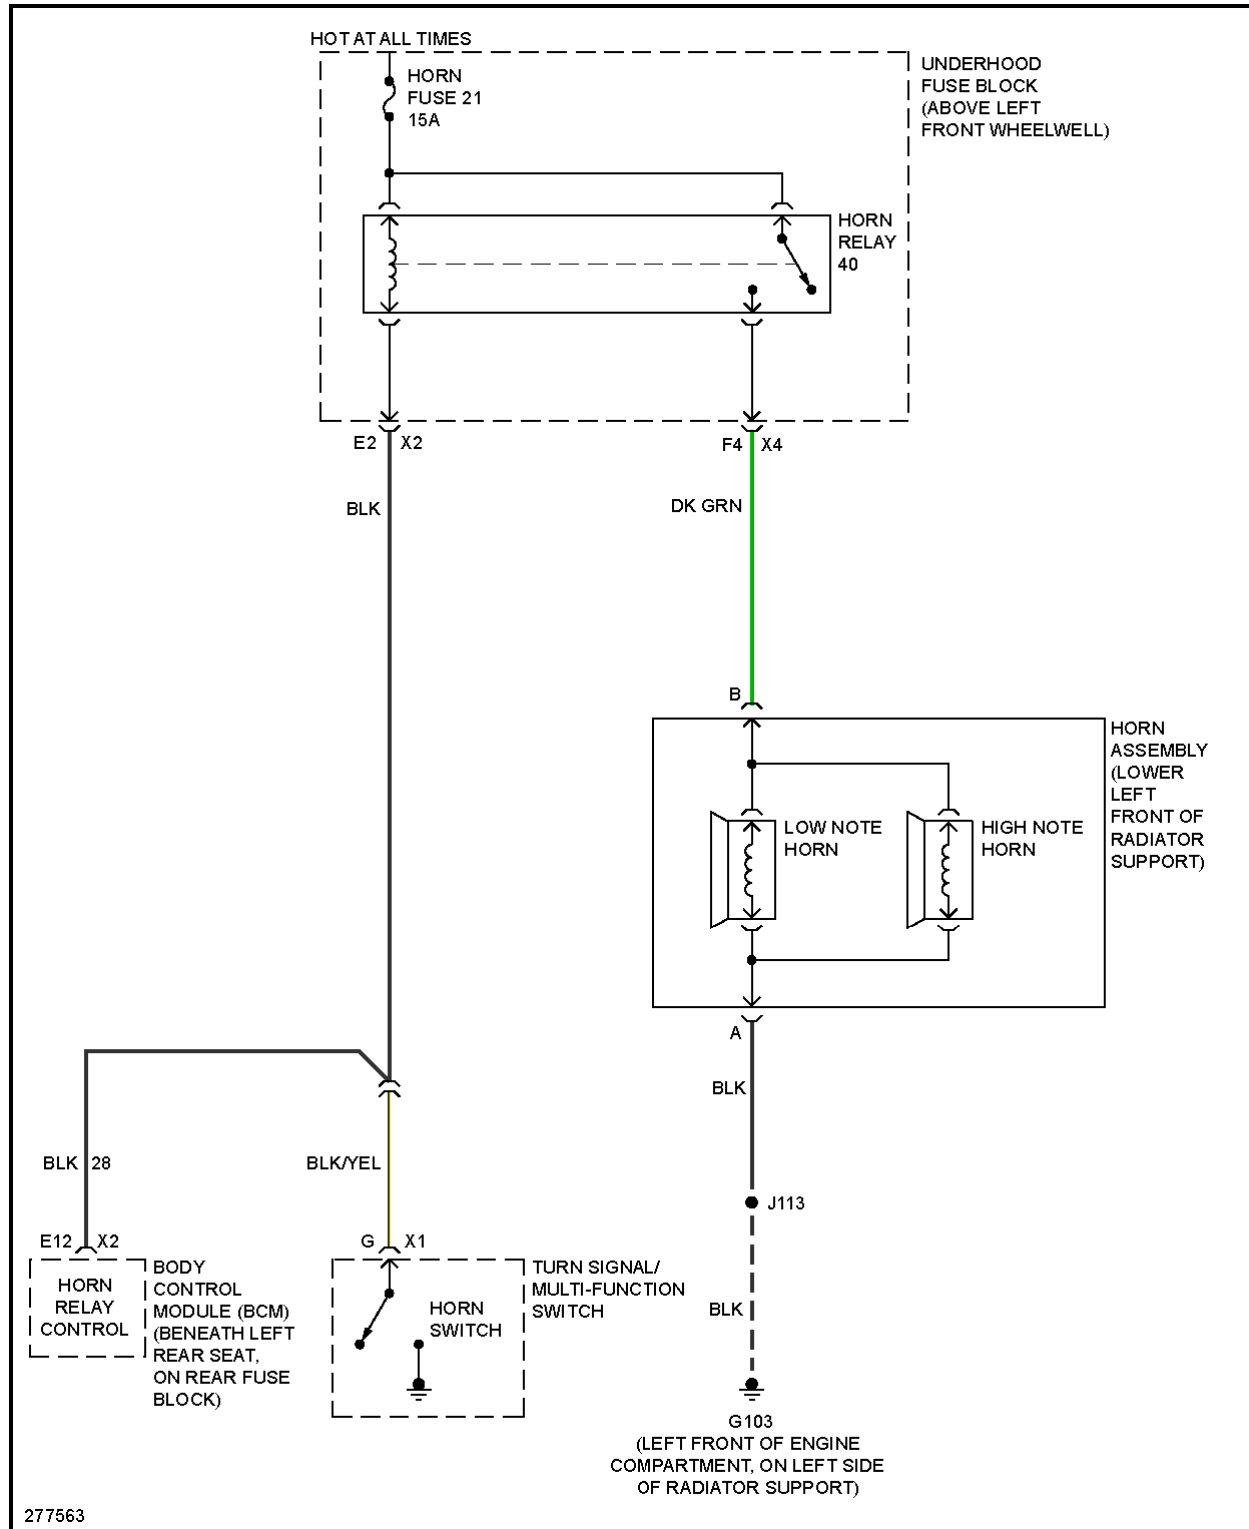 HOT AT ALL TIMES
HORN
FUSE 21
15A
UNDERHOOD
FUSE BLOCK
(ABOVE LEFT
FRONT WHEELWELL)
HORN
RELAY
40
E2 X2
F4 X4
BLK
DK GRN
B
HORN
ASSEMBLY
(LOWER
LEFT
FRONT OF
RADIATOR
SUPPORT)
LOW NOTE
HORN
HIGH NOTE
HORN
A
BLK
BLK 28
BLK/YEL
J113
E12 X2
G X1
HORN
RELAY
CONTROL
BODY
CONTROL
MODULE (BCM)
(BENEATH LEFT
REAR SEAT,
ON REAR FUSE
BLOCK)
HORN
SWITCH
TURN SIGNAL/
MULTI-FUNCTION
SWITCH
BLK
G103
(LEFT FRONT OF ENGINE
COMPARTMENT, ON LEFT SIDE
OF RADIATOR SUPPORT)
277563